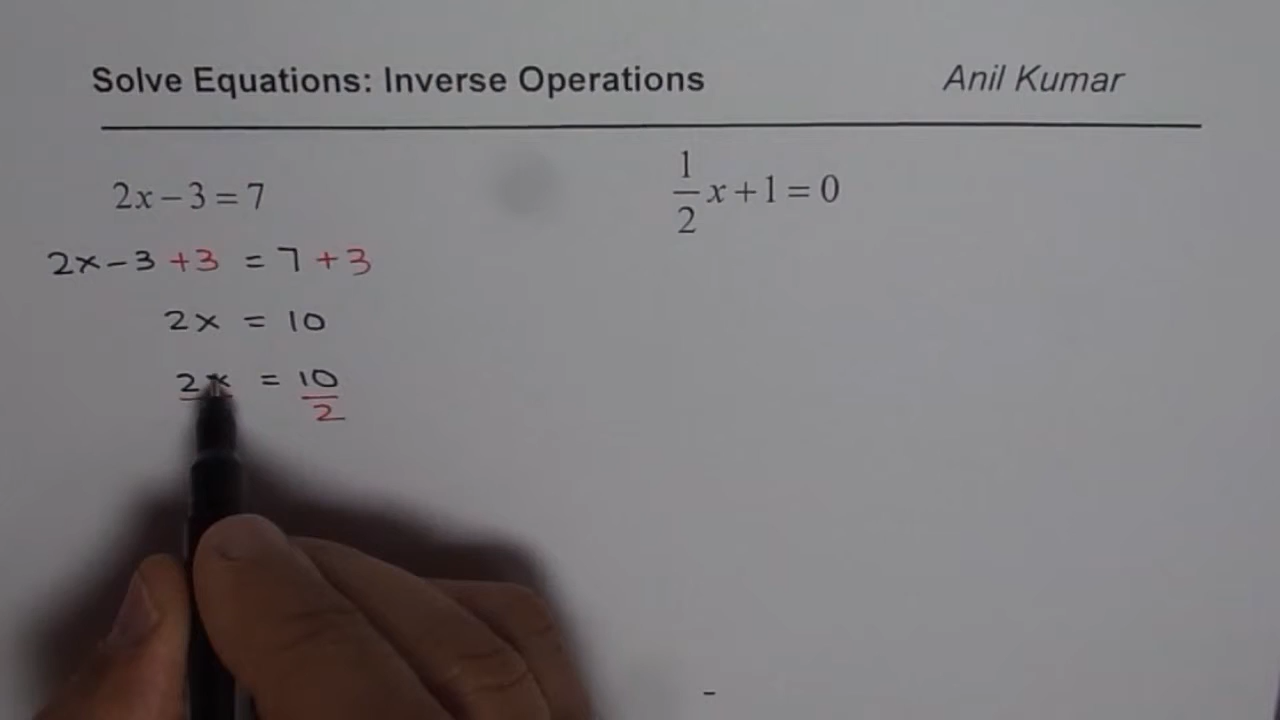 Solve Equations: Inverse Operations Anil Kumar
2x − 3 = 7
2x − 3 + 3 = 7 + 3
2x = 10
2x = 10/2
1/2 x + 1 = 0